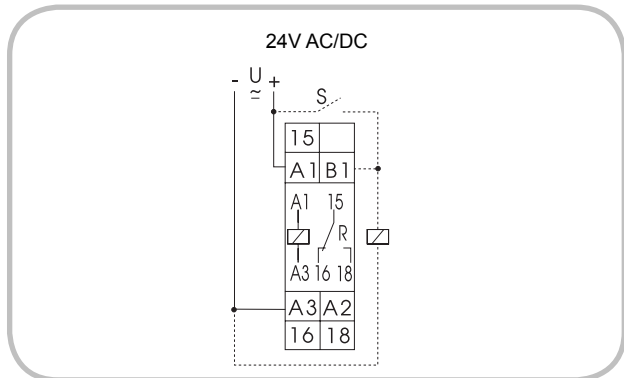 24V AC/DC
- U +
≃
S
15
A1 B1
A1 15
R
A3 16 18
A3 A2
16 18